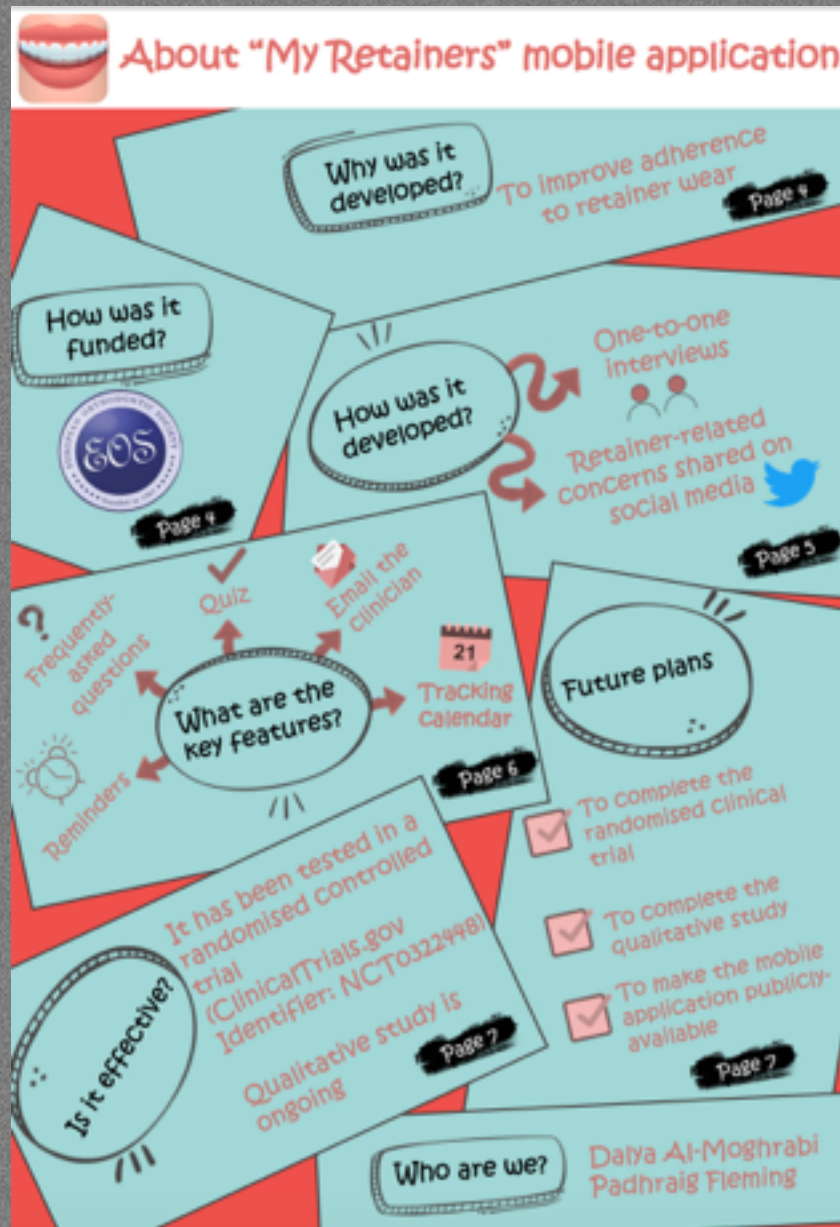 About "My Retainers" mobile application
Why was it
developed?
To improve adherence
to retainer wear
Page 4
How was it
funded?
EUROPEAN ORTHODONTIC SOCIETY
EOS
Page 4
How was it
developed?
One-to-one
interviews
Retainer-related
concerns shared on
social media
Page 5
What are the
key features?
Frequently-
asked
questions
Quiz
Email the
clinician
21
Tracking
calendar
Reminders
Page 6
Future plans
To complete the
randomised clinical
trial
To complete the
qualitative study
To make the mobile
application publicly-
available
Page 7
Is it effective?
It has been tested in a
randomised controlled
trial
(ClinicalTrials.gov
Identifier: NCT0322448)
Qualitative study is
ongoing
Page 7
Who are we?
Dalya Al-Moghrabi
Padhraig Fleming